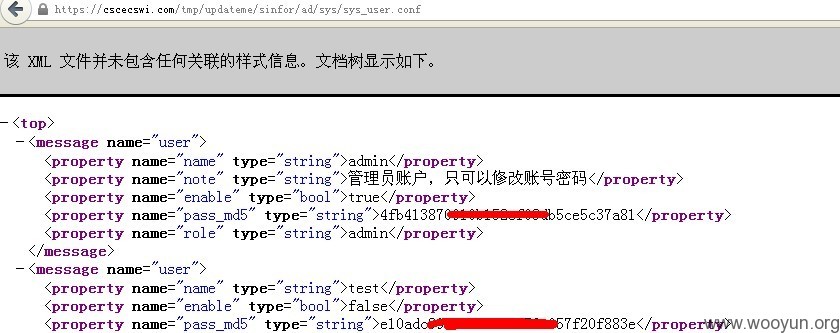 https://cscecswi.com/tmp/updateme/sinfor/ad/sys/sys_user.conf
该 XML 文件并未包含任何关联的样式信息。文档树显示如下。
−<top>
−<message name="user">
<property name="name" type="string">admin</property>
<property name="note" type="string">管理员账户，只可以修改账号密码</property>
<property name="enable" type="bool">true</property>
<property name="pass_md5" type="string">4fb41387 b5ce5c37a81</property>
<property name="role" type="string">admin</property>
</message>
−<message name="user">
<property name="name" type="string">test</property>
<property name="enable" type="bool">false</property>
<property name="pass_md5" type="string">e10adc 057f20f883e</property>
www.wooyun.org